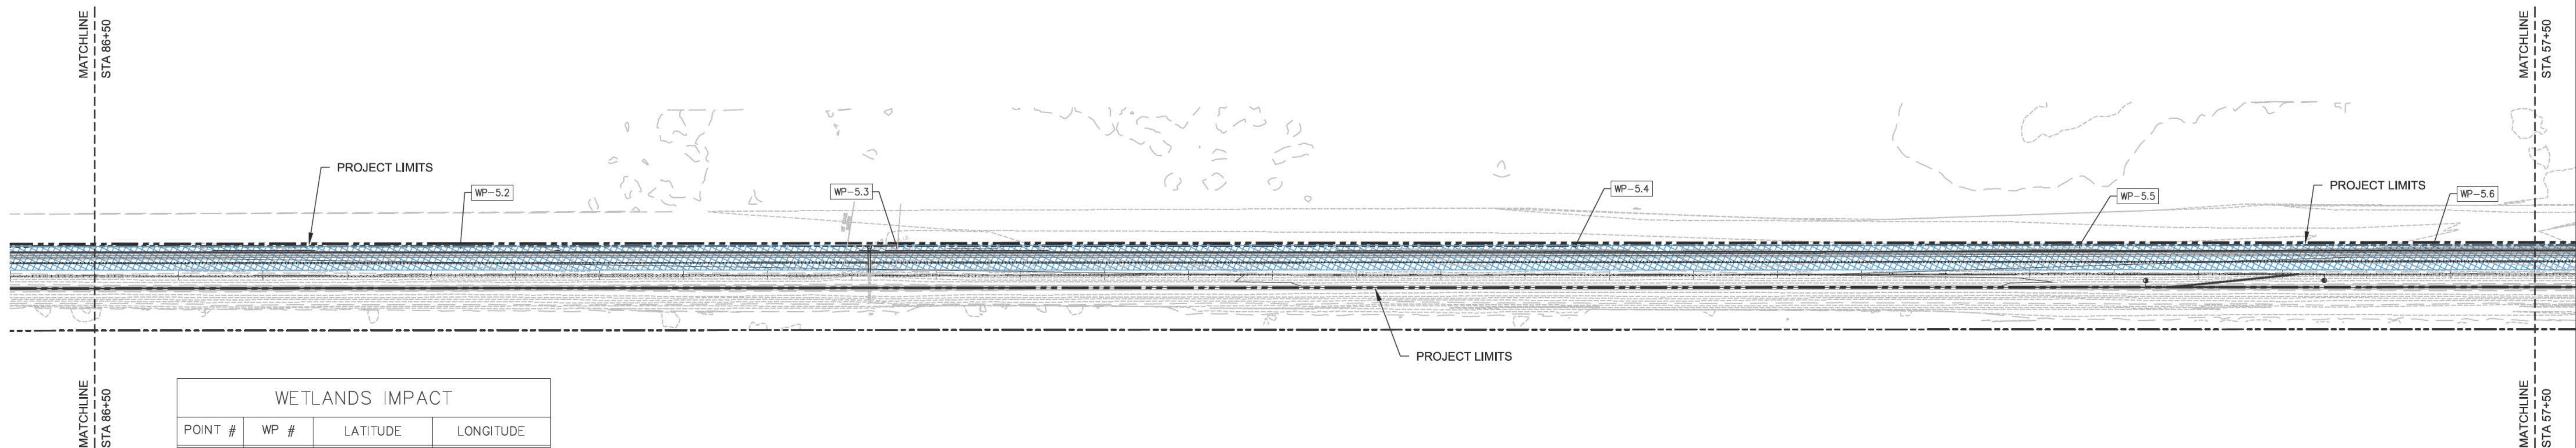 MATCHLINE
STA 86+50
MATCHLINE
STA 57+50
PROJECT LIMITS
WP-5.2
WP-5.3
WP-5.4
WP-5.5
PROJECT LIMITS
WP-5.6
PROJECT LIMITS
MATCHLINE
STA 86+50
MATCHLINE
STA 57+50
WETLANDS IMPACT
POINT # WP # LATITUDE LONGITUDE